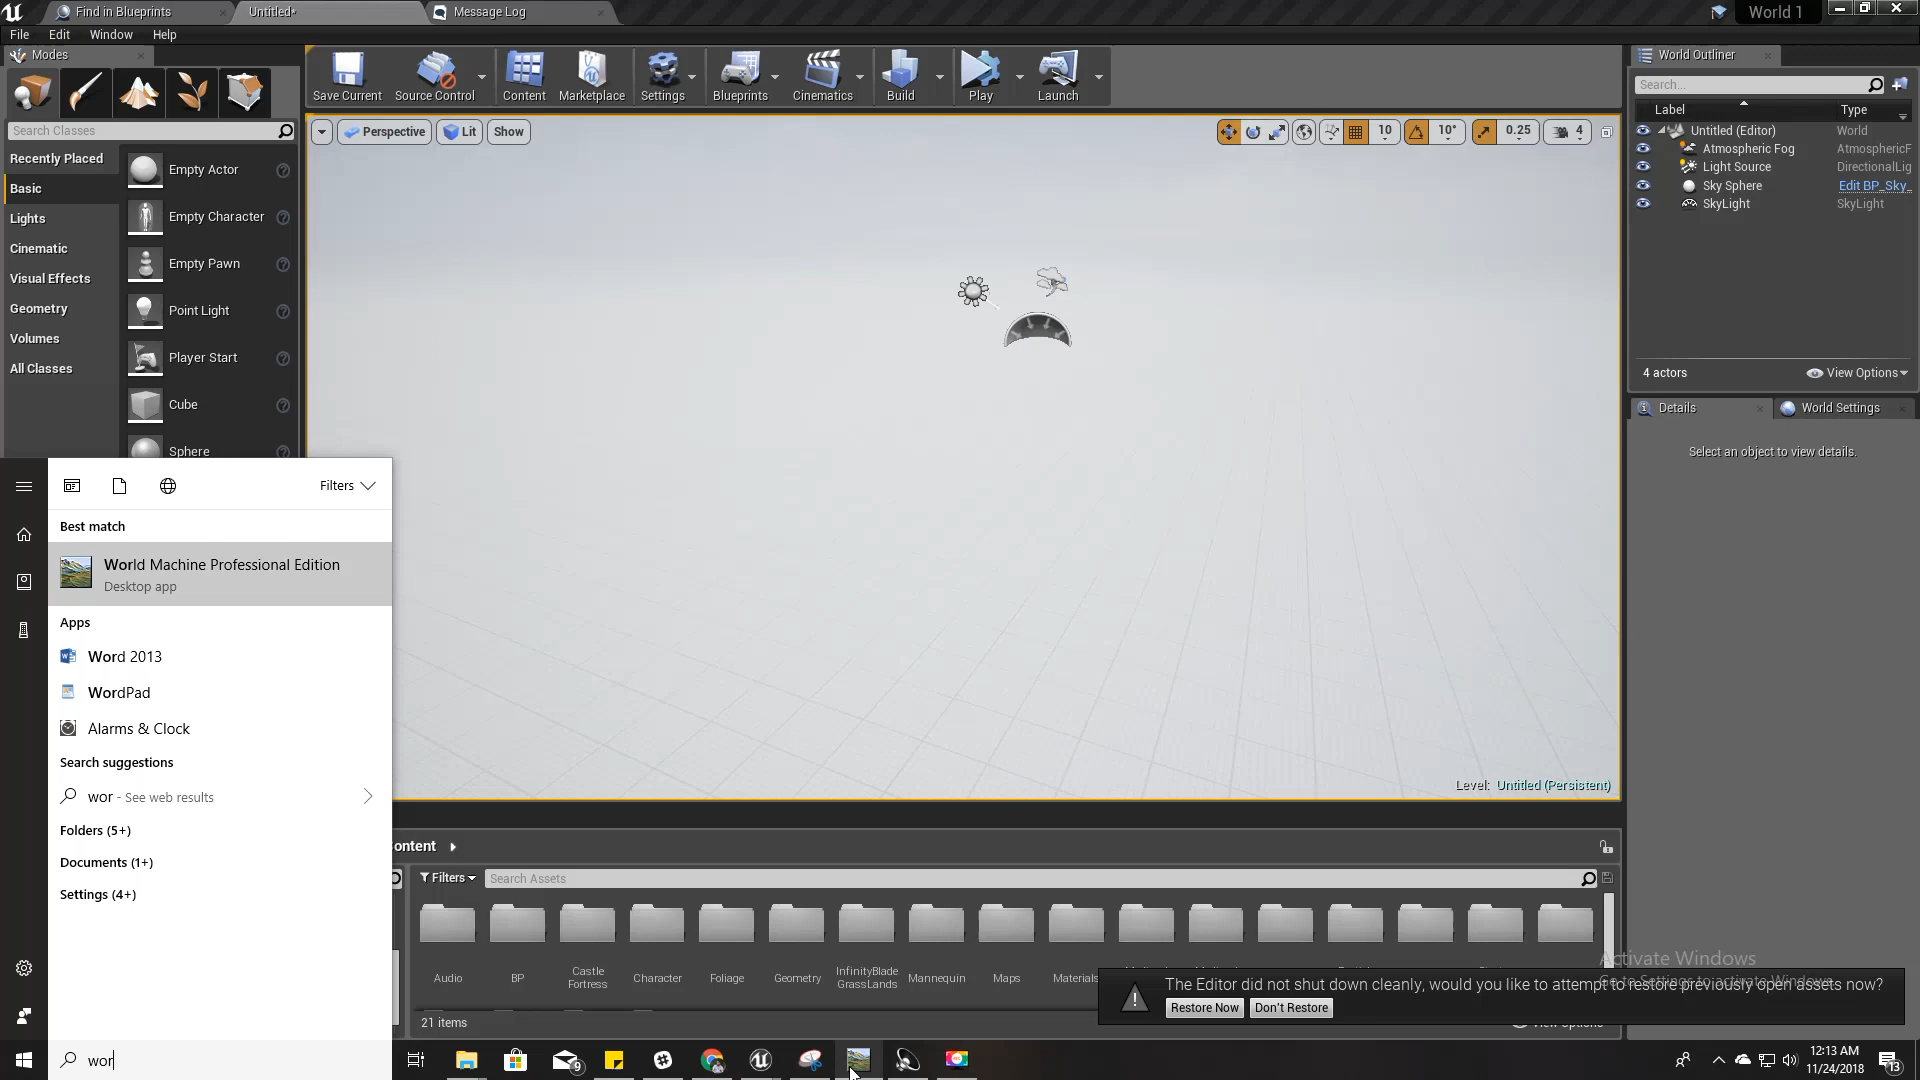 Find in Blueprints
Untitled*
Message Log
World 1
File Edit Window Help
Modes
Search Classes
Recently Placed
Basic
Lights
Cinematic
Visual Effects
Geometry
Volumes
All Classes
Empty Actor
Empty Character
Empty Pawn
Point Light
Player Start
Cube
Sphere
Save Current
Source Control
Content
Marketplace
Settings
Blueprints
Cinematics
Build
Play
Launch
Perspective
Lit
Show
10
10°
0.25
4
Level: Untitled (Persistent)
World Outliner
Search...
Label Type
Untitled (Editor) World
Atmospheric Fog AtmosphericF
Light Source DirectionalLig
Sky Sphere Edit BP_Sky_
SkyLight SkyLight
4 actors
View Options
Details
World Settings
Select an object to view details.
Filters
Best match
World Machine Professional Edition
Desktop app
Apps
Word 2013
WordPad
Alarms & Clock
Search suggestions
wor - See web results
Folders (5+)
Documents (1+)
Settings (4+)
wor
ontent
Filters
Search Assets
Audio
BP
Castle
Fortress
Character
Foliage
Geometry
InfinityBlade
GrassLands
Mannequin
Maps
Materials
21 items
View Options
Activate Windows
Go to Settings to activate Windows.
The Editor did not shut down cleanly, would you like to attempt to restore previously open assets now?
Restore Now
Don't Restore
9
12:13 AM
11/24/2018
13